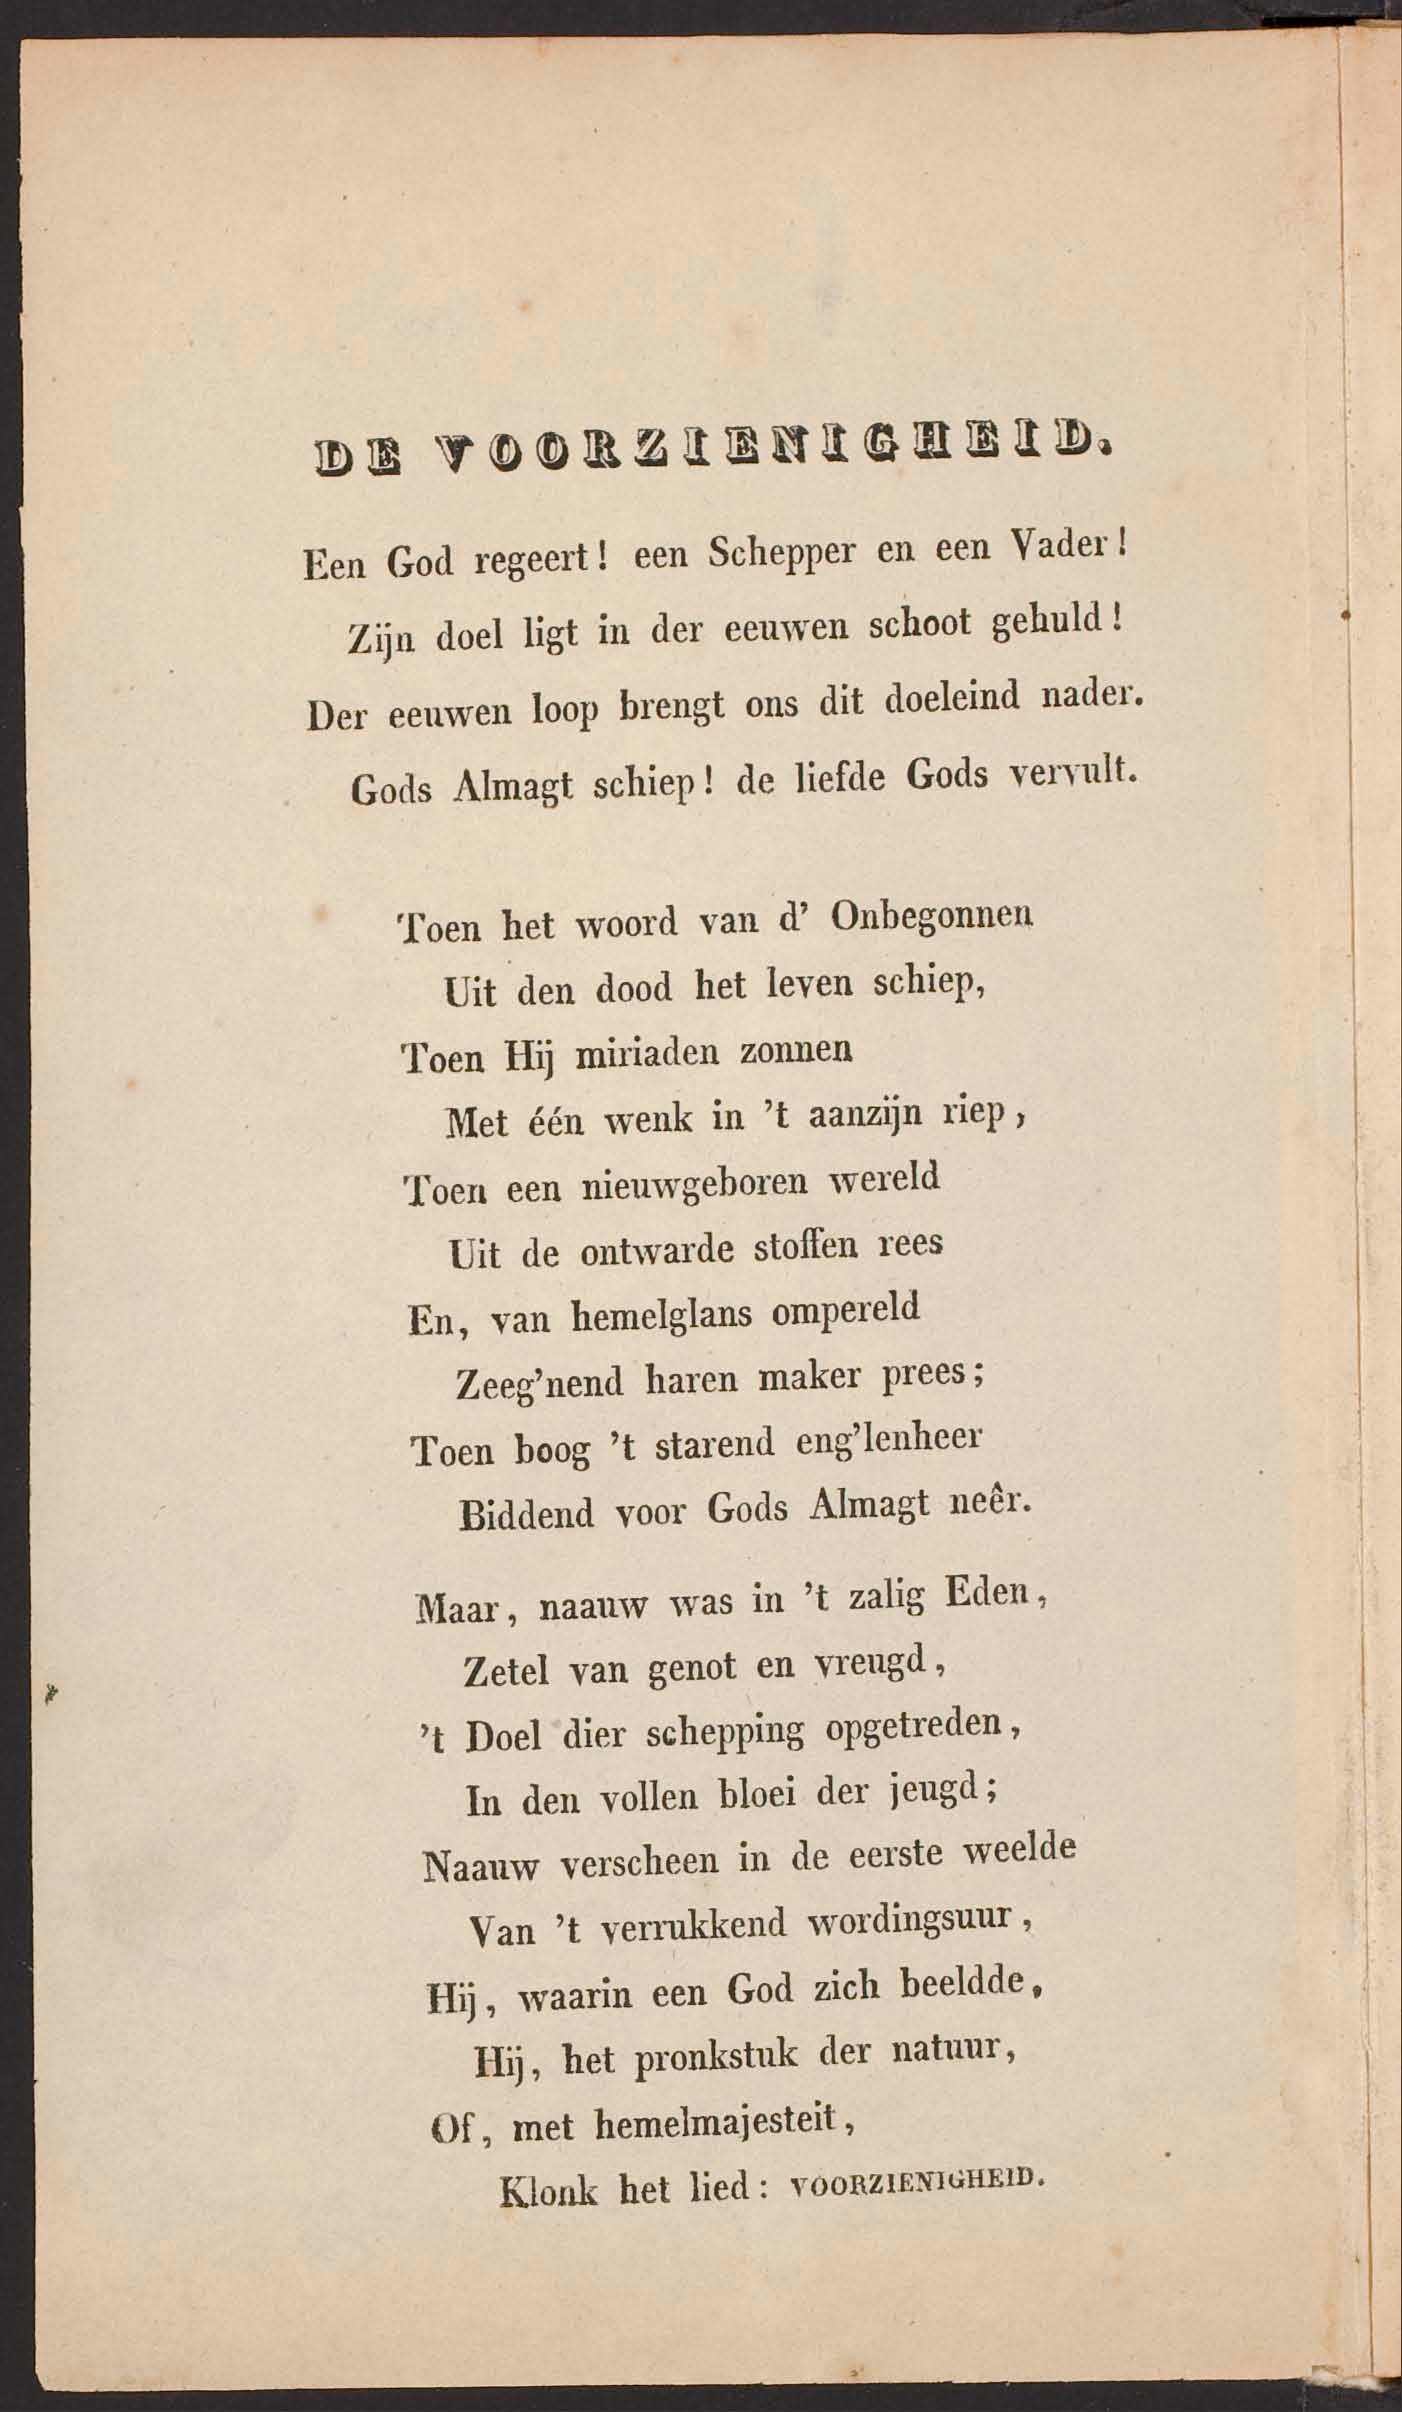 DE VOORZIENIGHEID.
Een God regeert! een Schepper en een Vader!
Zijn doel ligt in der eeuwen schoot gehuld!
Der eeuwen loop brengt ons dit doeleind nader.
Gods Almagt schiep! de liefde Gods vervult.
Toen het woord van d' Onbegonnen
Uit den dood het leven schiep,
Toen Hij miriaden zonnen
Met één wenk in 't aanzijn riep,
Toen een nieuwgeboren wereld
Uit de ontwarde stoffen rees
En, van hemelglans ompereld
Zeeg'nend haren maker prees;
Toen boog 't starend eng'lenheer
Biddend voor Gods Almagt neêr.
Maar, naauw was in 't zalig Eden,
Zetel van genot en vreugd,
't Doel dier schepping opgetreden,
In den vollen bloei der jeugd;
Naauw verscheen in de eerste weelde
Van 't verrukkend wordingsuur,
Hij, waarin een God zich beeldde,
Hij, het pronkstuk der natuur,
Of, met hemelmajesteit,
Klonk het lied: VOORZIENIGHEID.